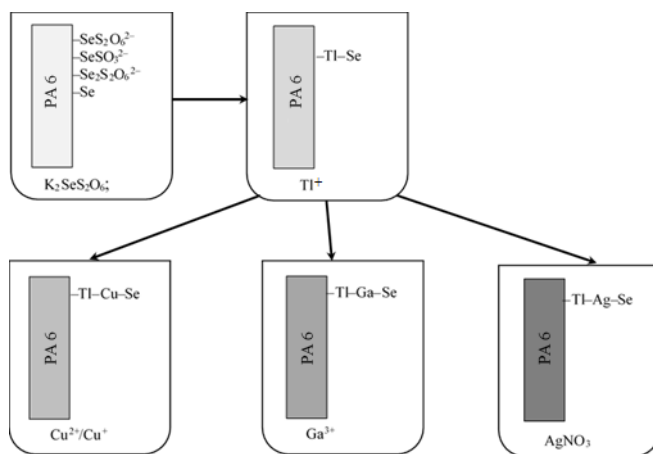 –SeS₂O₆²⁻
–SeSO₃²⁻
–Se₂S₂O₆²⁻
–Se
PA 6
K₂SeS₂O₆;
–Tl–Se
PA 6
Tl⁺
–Tl–Cu–Se
PA 6
Cu²⁺/Cu⁺
–Tl–Ga–Se
PA 6
Ga³⁺
–Tl–Ag–Se
PA 6
AgNO₃